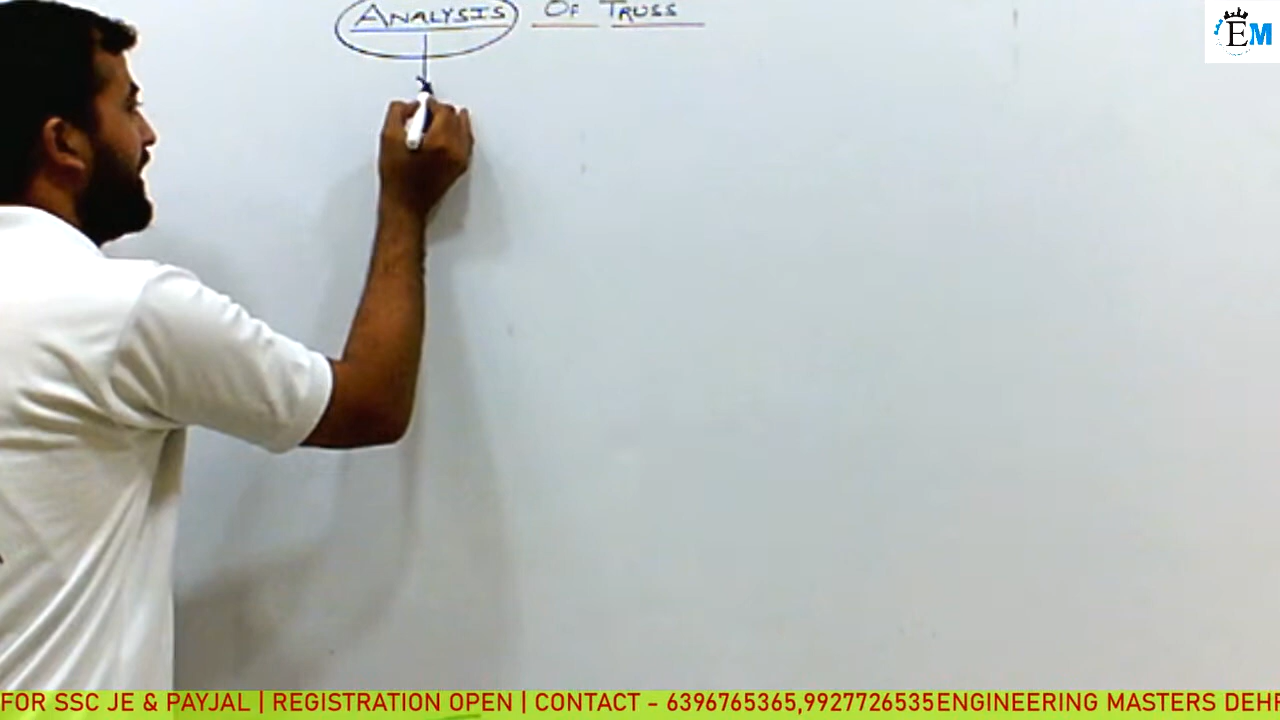 ANALYSIS OF TRUSS
EM
FOR SSC JE & PAYJAL | REGISTRATION OPEN | CONTACT - 6396765365,9927726535ENGINEERING MASTERS DEH